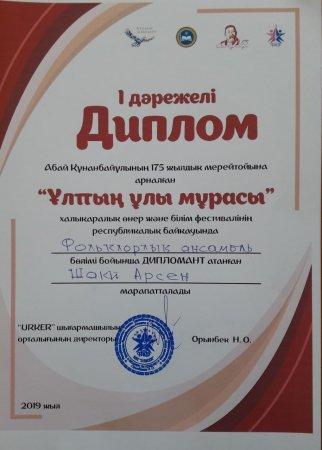 І дәрежелі
Диплом
Абай Құнанбайұлының 175 жылдық мерейтойына
арналған
"Ұлттың ұлы мұрасы"
халықаралық өнер және білім фестивалінің
республикалық байқауында
Фольклорлық ансамбль
бөлімі бойынша ДИПЛОМАНТ атанған
Шоки Арсен
марапатталады
"URKER" шығармашылық
орталығының директоры
Орынбек Н. О.
2019 жыл